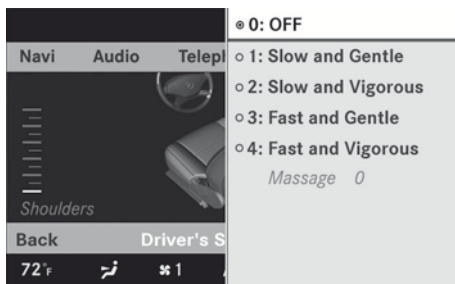 0: OFF
Navi Audio Telepl
1: Slow and Gentle
2: Slow and Vigorous
3: Fast and Gentle
4: Fast and Vigorous
Massage 0
Shoulders
Back Driver's S
72°F 1